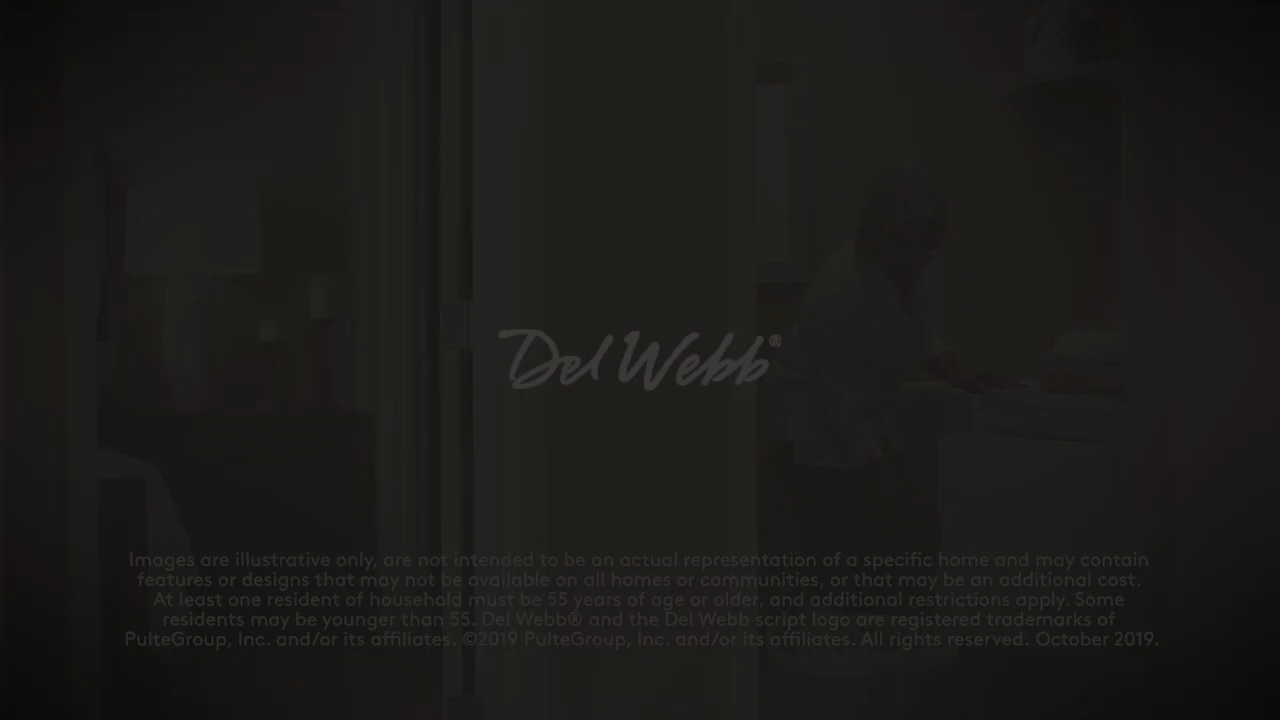 Del Webb®
Images are illustrative only, are not intended to be an actual representation of a specific home and may contain
features or designs that may not be available on all homes or communities, or that may be an additional cost.
At least one resident of household must be 55 years of age or older, and additional restrictions apply. Some
residents may be younger than 55. Del Webb® and the Del Webb script logo are registered trademarks of
PulteGroup, Inc. and/or its affiliates. ©2019 PulteGroup, Inc. and/or its affiliates. All rights reserved. October 2019.